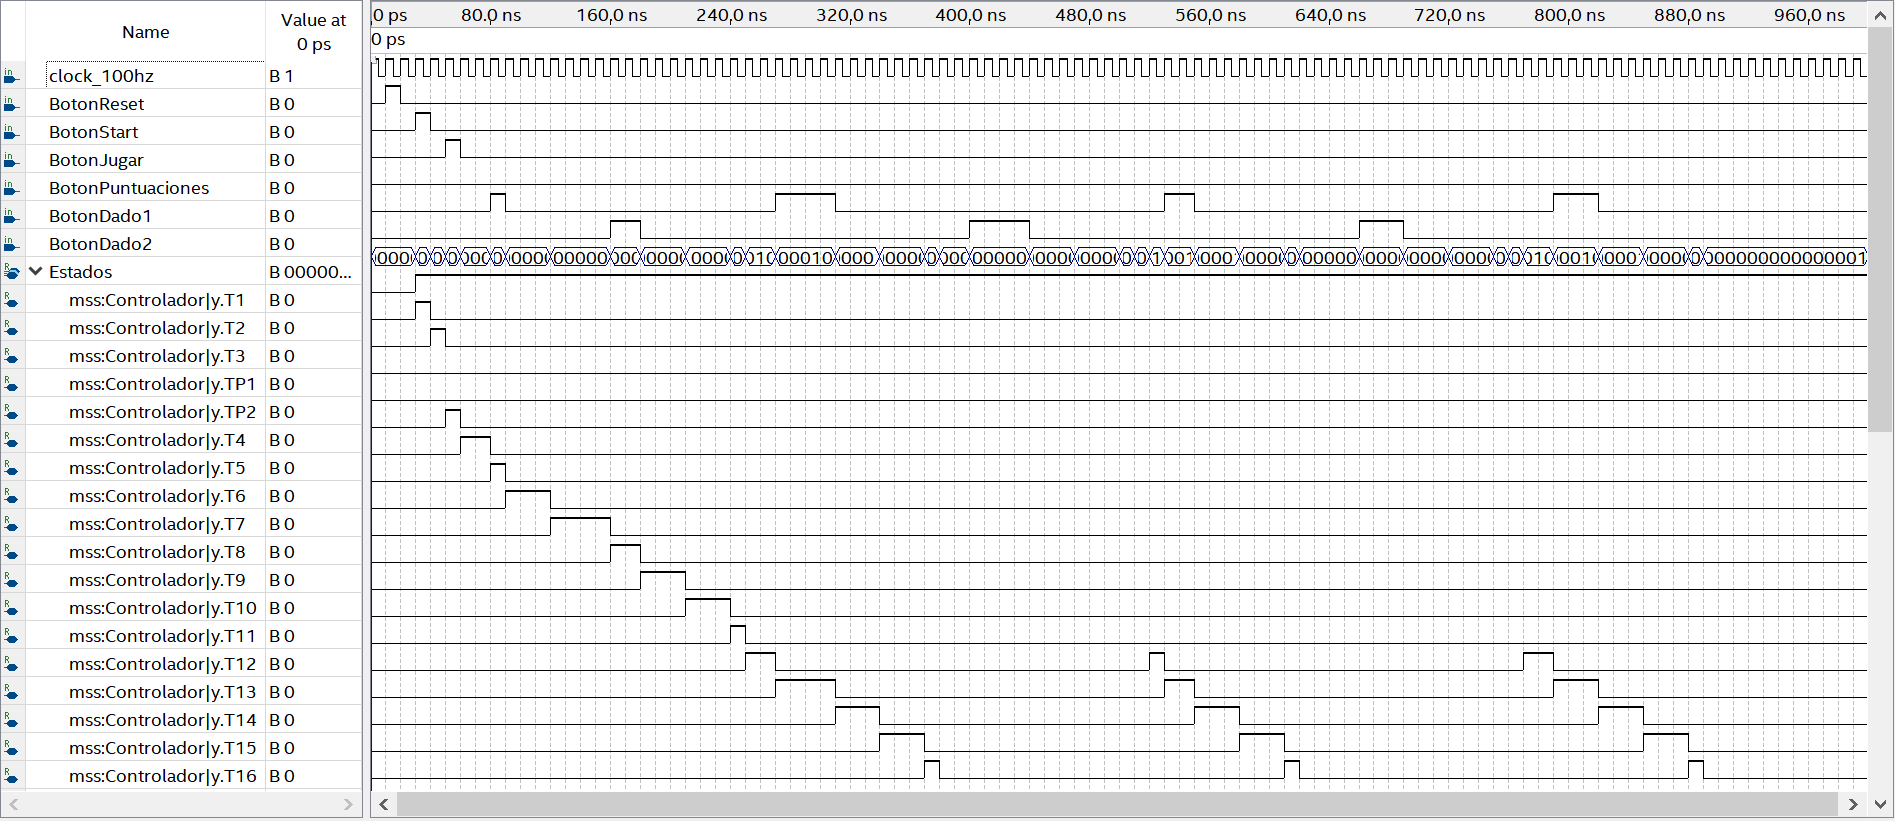 Name
Value at
0 ps
0 ps 80.0 ns 160,0 ns 240,0 ns 320,0 ns 400,0 ns 480,0 ns 560,0 ns 640,0 ns 720,0 ns 800,0 ns 880,0 ns 960,0 ns
0 ps
in clock_100hz B 1
in BotonReset B 0
in BotonStart B 0
in BotonJugar B 0
in BotonPuntuaciones B 0
in BotonDado1 B 0
in BotonDado2 B 0
R Estados B 00000...
R mss:Controlador|y.T1 B 0
R mss:Controlador|y.T2 B 0
R mss:Controlador|y.T3 B 0
R mss:Controlador|y.TP1 B 0
R mss:Controlador|y.TP2 B 0
R mss:Controlador|y.T4 B 0
R mss:Controlador|y.T5 B 0
R mss:Controlador|y.T6 B 0
R mss:Controlador|y.T7 B 0
R mss:Controlador|y.T8 B 0
R mss:Controlador|y.T9 B 0
R mss:Controlador|y.T10 B 0
R mss:Controlador|y.T11 B 0
R mss:Controlador|y.T12 B 0
R mss:Controlador|y.T13 B 0
R mss:Controlador|y.T14 B 0
R mss:Controlador|y.T15 B 0
R mss:Controlador|y.T16 B 0